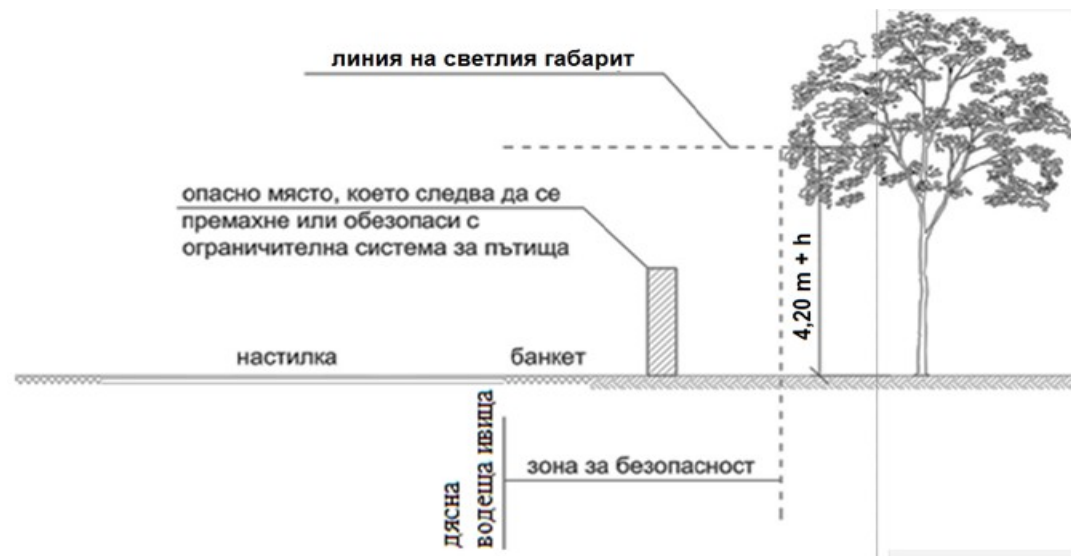 линия на светлия габарит
опасно място, което следва да се
премахне или обезопаси с
ограничителна система за пътища
4,20 m + h
настилка
банкет
дясна
водеща ивица
зона за безопасност